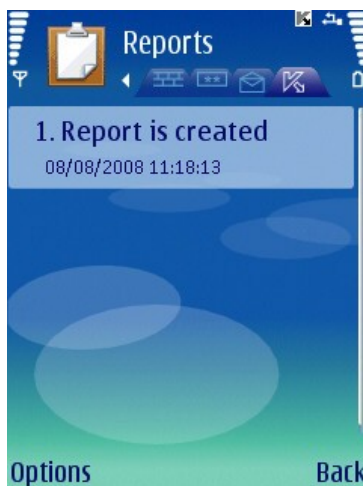 Reports
1. Report is created
08/08/2008 11:18:13
Options
Back